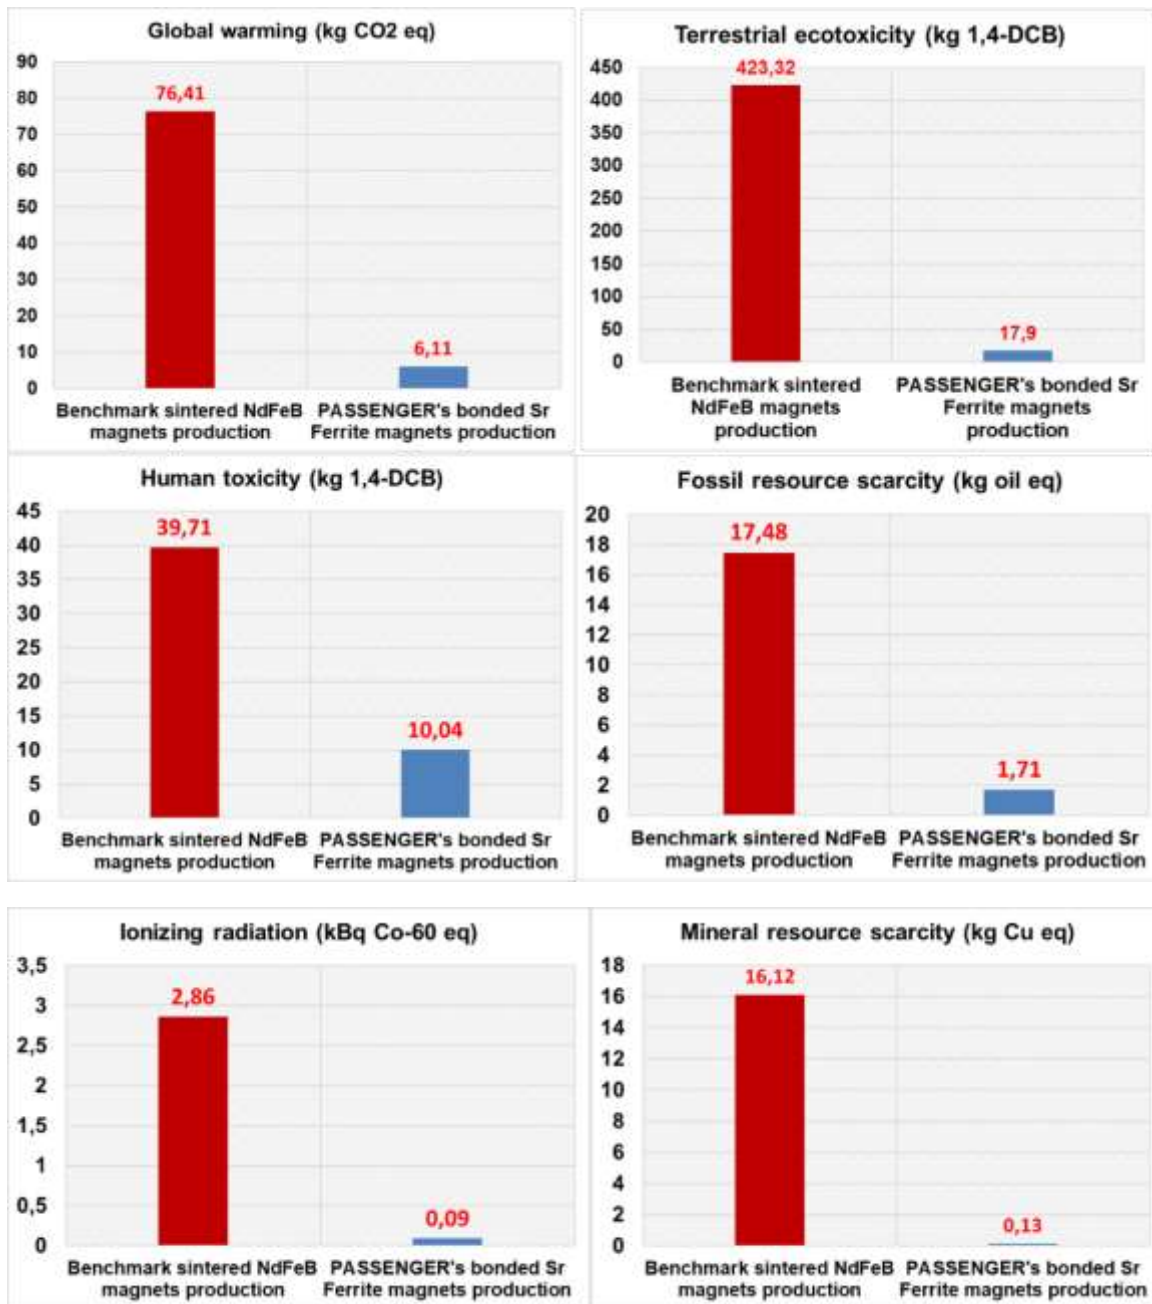 Global warming (kg CO2 eq)
90
80
70
60
50
40
30
20
10
0
76,41
6,11
Benchmark sintered NdFeB
magnets production
PASSENGER's bonded Sr
Ferrite magnets production
Terrestrial ecotoxicity (kg 1,4-DCB)
450
400
350
300
250
200
150
100
50
0
423,32
17,9
Benchmark sintered
NdFeB magnets
production
PASSENGER's bonded Sr
Ferrite magnets
production
Human toxicity (kg 1,4-DCB)
45
40
35
30
25
20
15
10
5
0
39,71
10,04
Benchmark sintered NdFeB
magnets production
PASSENGER's bonded Sr
Ferrite magnets production
Fossil resource scarcity (kg oil eq)
20
18
16
14
12
10
8
6
4
2
0
17,48
1,71
Benchmark sintered NdFeB
magnets production
PASSENGER's bonded Sr
Ferrite magnets production
Ionizing radiation (kBq Co-60 eq)
3,5
3
2,5
2
1,5
1
0,5
0
2,86
0,09
Benchmark sintered NdFeB
magnets production
PASSENGER's bonded Sr
Ferrite magnets production
Mineral resource scarcity (kg Cu eq)
18
16
14
12
10
8
6
4
2
0
16,12
0,13
Benchmark sintered NdFeB
magnets production
PASSENGER's bonded Sr
Ferrite magnets production